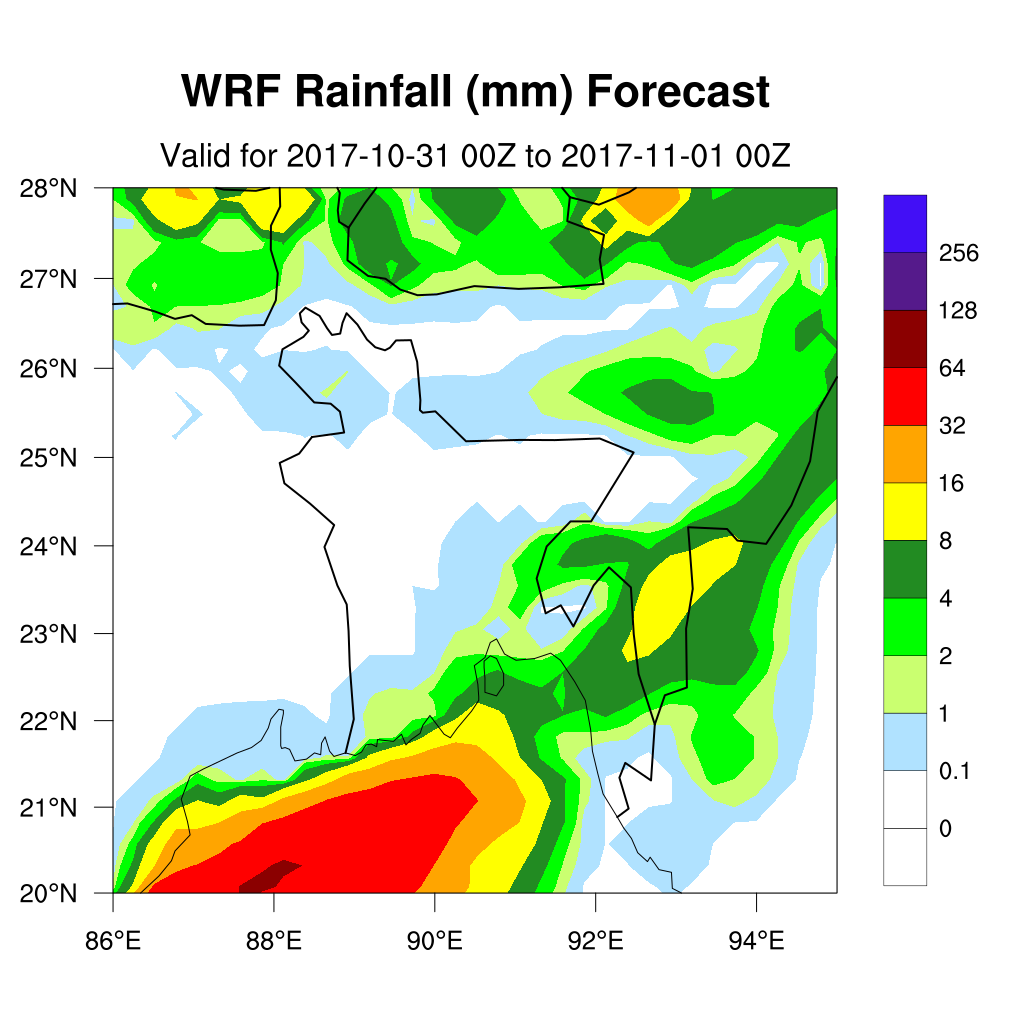 WRF Rainfall (mm) Forecast
Valid for 2017-10-31 00Z to 2017-11-01 00Z
28°N
27°N
26°N
25°N
24°N
23°N
22°N
21°N
20°N
86°E 88°E 90°E 92°E 94°E
256
128
64
32
16
8
4
2
1
0.1
0